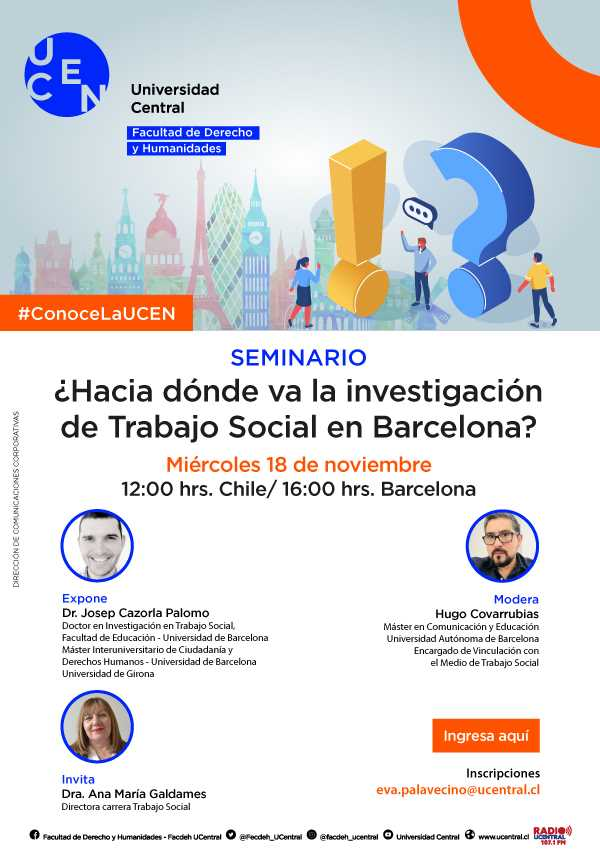 UCEN
Universidad
Central
Facultad de Derecho
y Humanidades
#ConoceLaUCEN
SEMINARIO
¿Hacia dónde va la investigación
de Trabajo Social en Barcelona?
Miércoles 18 de noviembre
12:00 hrs. Chile/ 16:00 hrs. Barcelona
DIRECCIÓN DE COMUNICACIONES CORPORATIVAS
Expone
Dr. Josep Cazorla Palomo
Doctor en Investigación en Trabajo Social,
Facultad de Educación - Universidad de Barcelona
Máster Interuniversitario de Ciudadanía y
Derechos Humanos - Universidad de Barcelona
Universidad de Girona
Modera
Hugo Covarrubias
Máster en Comunicación y Educación
Universidad Autónoma de Barcelona
Encargado de Vinculación con
el Medio de Trabajo Social
Invita
Dra. Ana María Galdames
Directora carrera Trabajo Social
Ingresa aquí
Inscripciones
eva.palavecino@ucentral.cl
Facultad de Derecho y Humanidades - Facdeh UCentral @Fecdeh_UCentral @facdeh_ucentral Universidad Central www.ucentral.cl
RADIO
UCENTRAL
107.1 FM